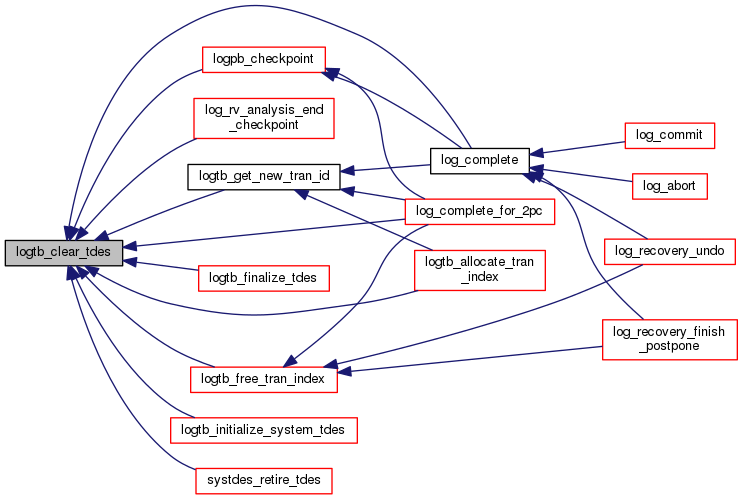 logpb_checkpoint
log_rv_analysis_end
_checkpoint
log_commit
log_complete
logtb_get_new_tran_id
log_abort
log_complete_for_2pc
logtb_clear_tdes
log_recovery_undo
logtb_allocate_tran
_index
logtb_finalize_tdes
log_recovery_finish
_postpone
logtb_free_tran_index
logtb_initialize_system_tdes
systdes_retire_tdes